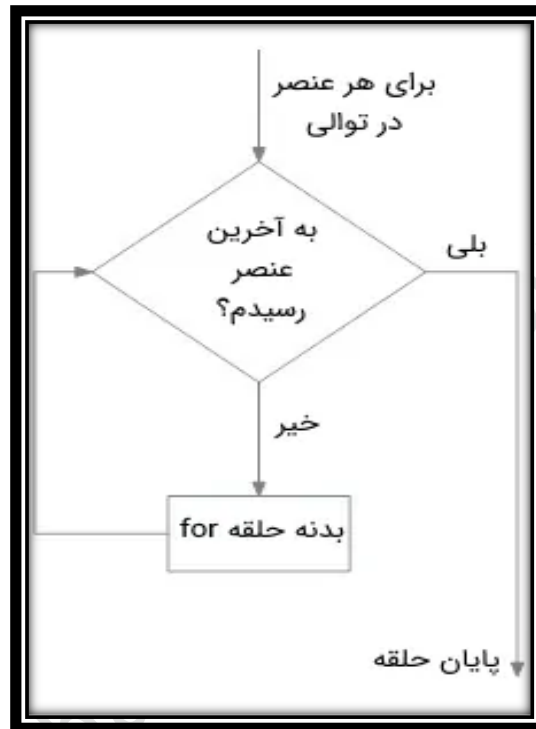 برای هر عنصر
در توالی
به آخرین
عنصر
رسیدم؟
بلی
خیر
بدنه حلقه for
پایان حلقه